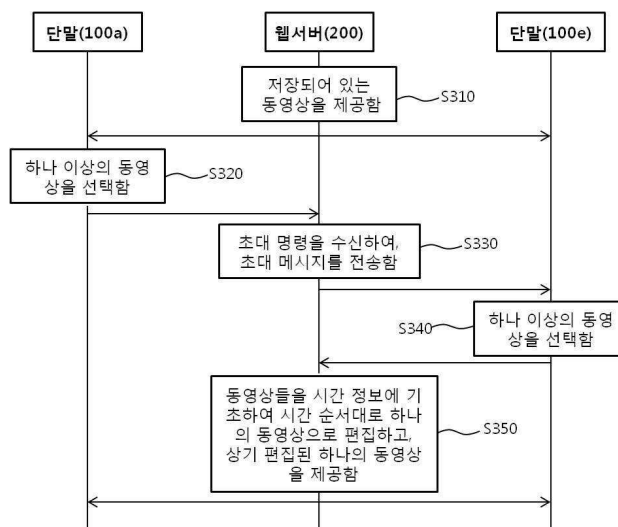 단말(100a)
웹서버(200)
단말(100e)
저장되어 있는
동영상을 제공함
S310
하나 이상의 동영
상을 선택함
S320
초대 명령을 수신하여,
초대 메시지를 전송함
S330
하나 이상의 동영
상을 선택함
S340
동영상들을 시간 정보에 기
초하여 시간 순서대로 하나
의 동영상으로 편집하고,
상기 편집된 하나의 동영상
을 제공함
S350